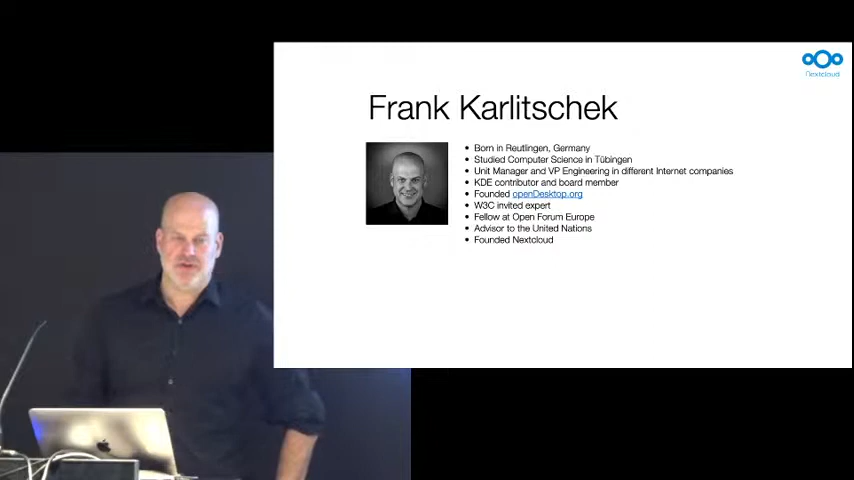 Nextcloud
Frank Karlitschek
• Born in Reutlingen, Germany
• Studied Computer Science in Tübingen
• Unit Manager and VP Engineering in different Internet companies
• KDE contributor and board member
• Founded openDesktop.org
• W3C invited expert
• Fellow at Open Forum Europe
• Advisor to the United Nations
• Founded Nextcloud